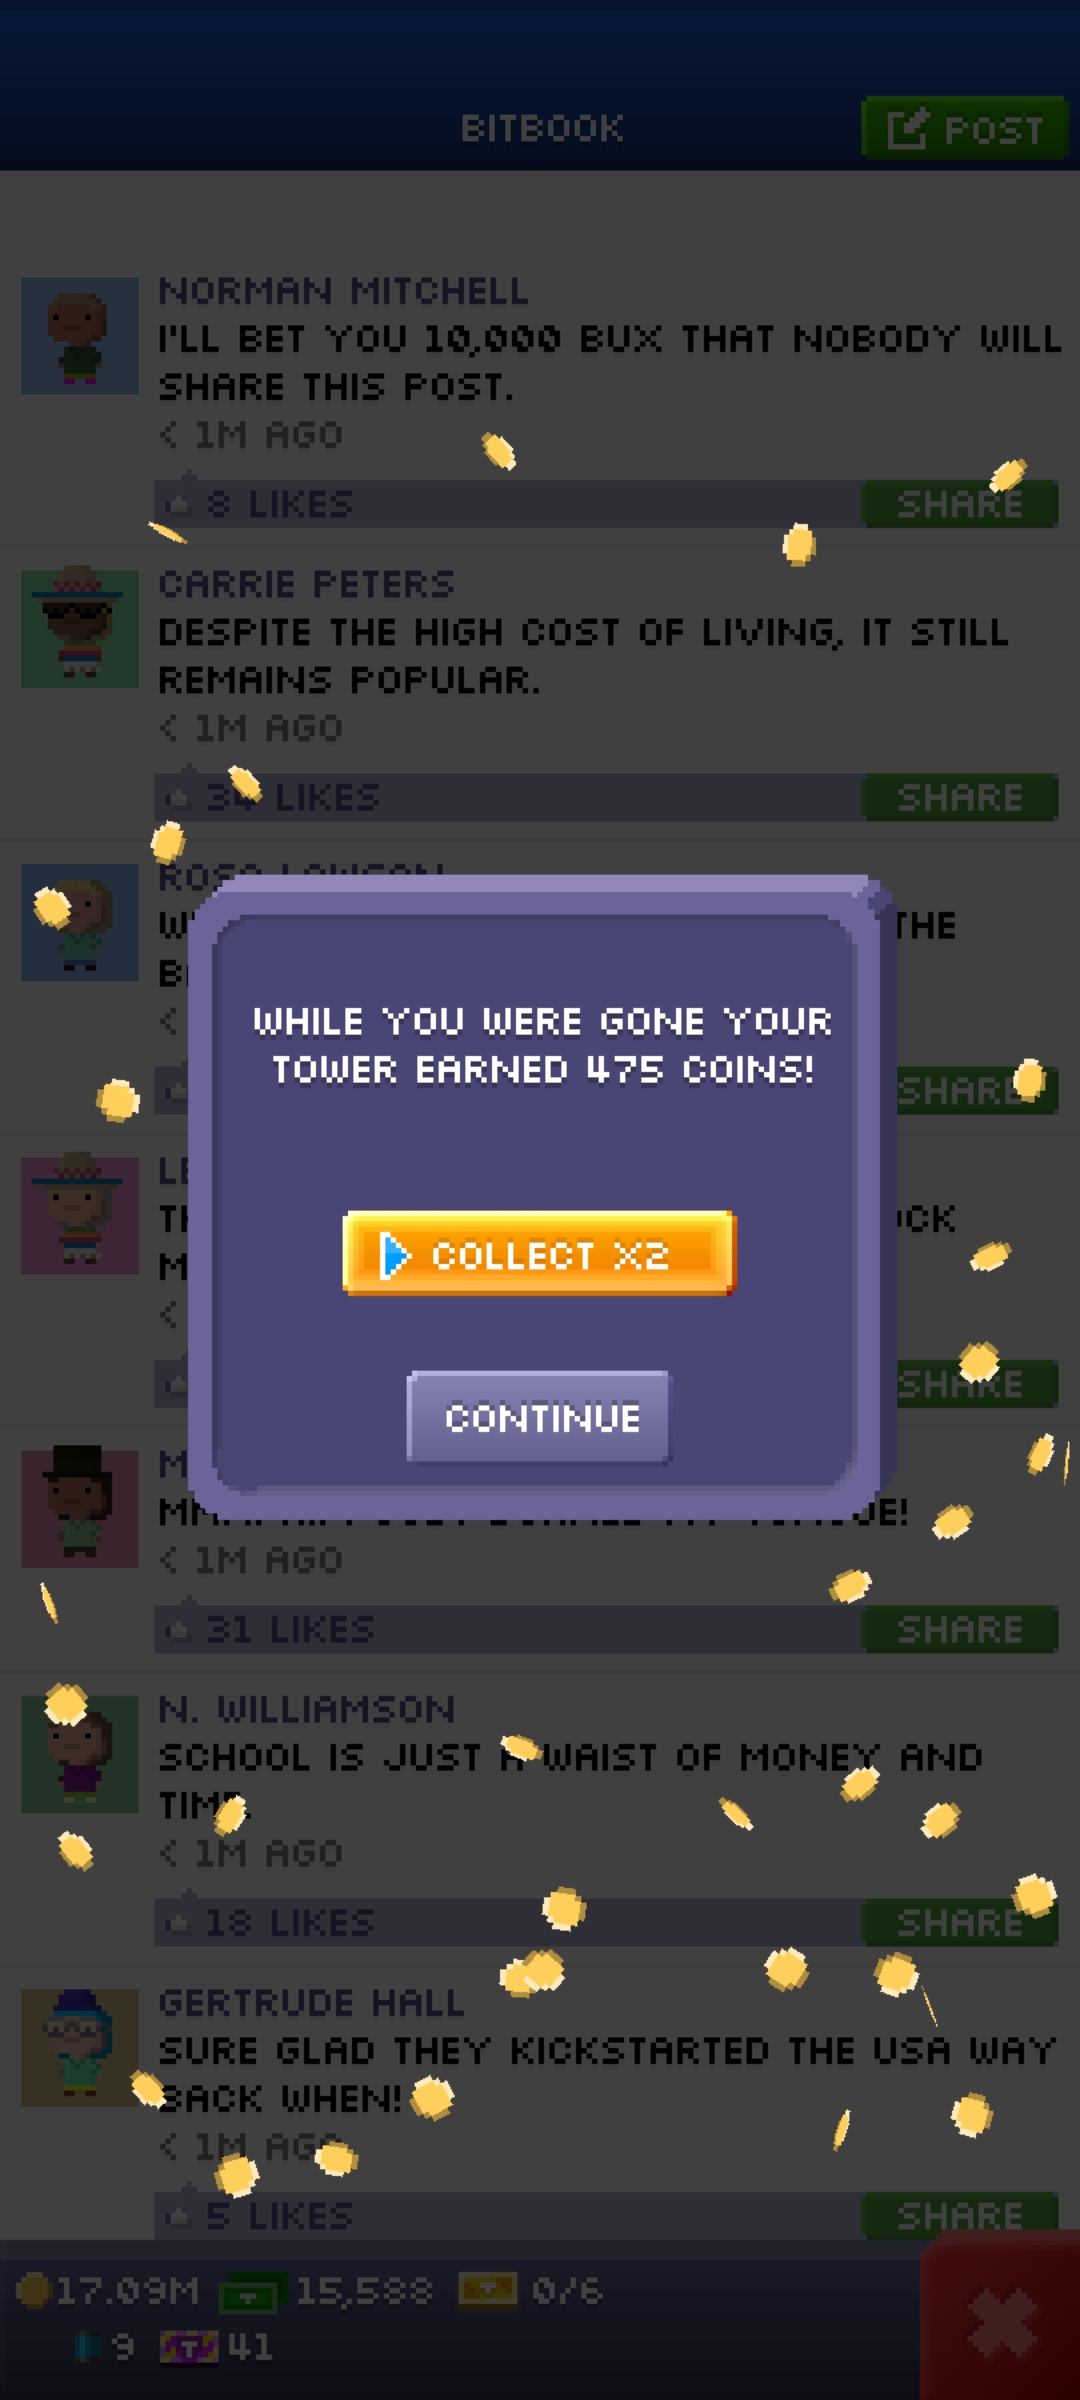 BITBOOK
POST
NORMAN MITCHELL
I'LL BET YOU 10,000 BUX THAT NOBODY WILL
SHARE THIS POST.
< 1M AGO
8 LIKES
SHARE
CARRIE PETERS
DESPITE THE HIGH COST OF LIVING, IT STILL
REMAINS POPULAR.
< 1M AGO
34 LIKES
SHARE
THE
<
SHARE
WHILE YOU WERE GONE YOUR
TOWER EARNED 475 COINS!
COLLECT X2
CONTINUE
<
SHARE
< 1M AGO
31 LIKES
SHARE
N. WILLIAMSON
SCHOOL IS JUST A WAIST OF MONEY AND
TIME.
< 1M AGO
18 LIKES
SHARE
GERTRUDE HALL
SURE GLAD THEY KICKSTARTED THE USA WAY
BACK WHEN!
< 1M AGO
5 LIKES
SHARE
17.09M 15,588 0/6
9 41